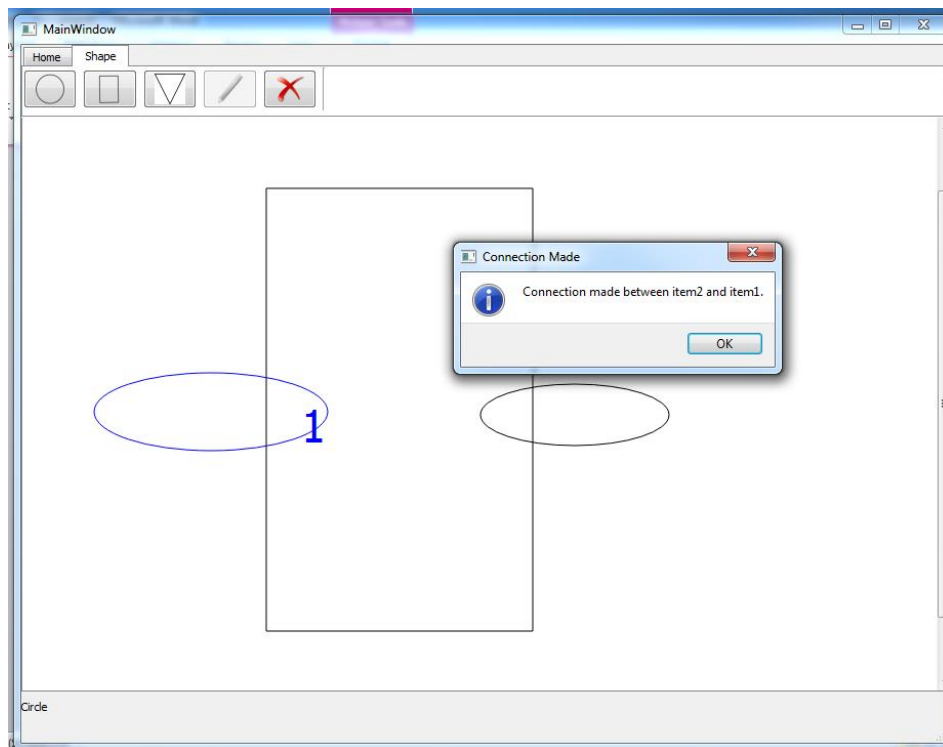 MainWindow
Home Shape
Connection Made
Connection made between item2 and item1.
OK
1
Circle